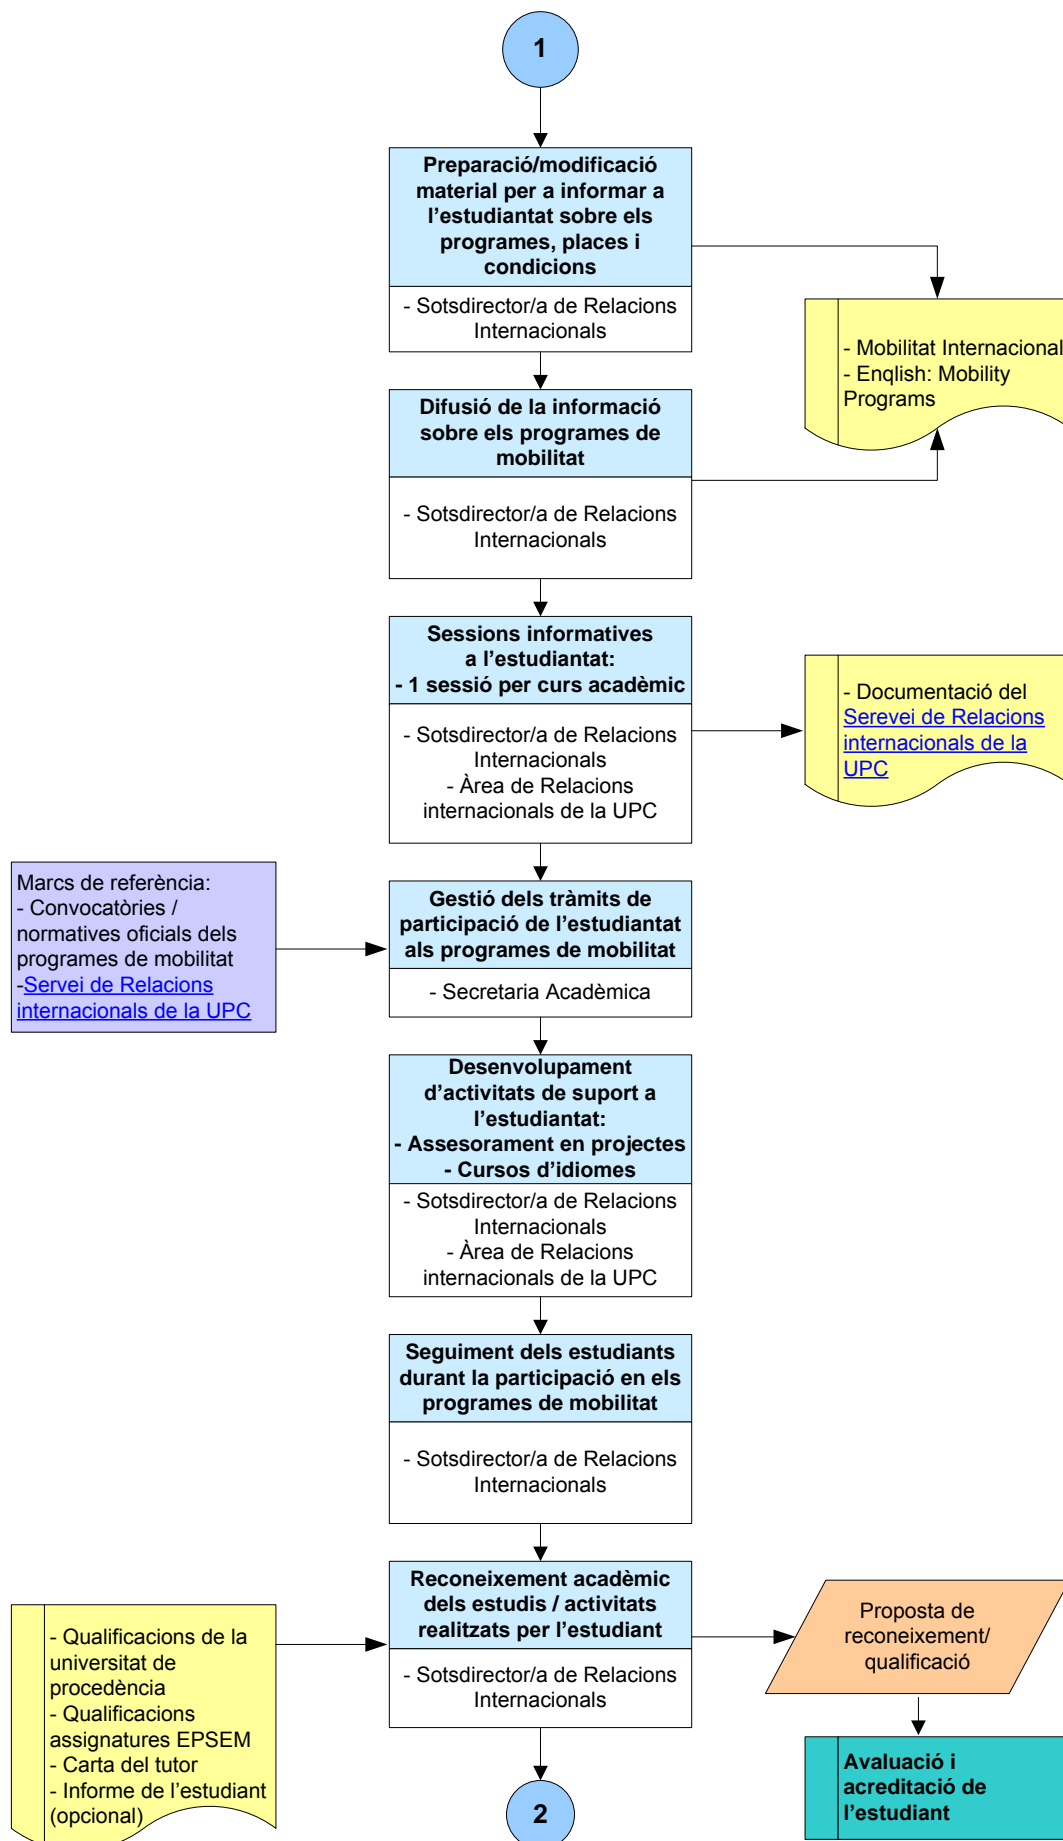 1
Preparació/modificació
material per a informar a
l’estudiantat sobre els
programes, places i
condicions
- Sotsdirector/a de Relacions
Internacionals
- Mobilitat Internacional
- Enqlish: Mobility
Programs
Difusió de la informació
sobre els programes de
mobilitat
- Sotsdirector/a de Relacions
Internacionals
Sessions informatives
a l’estudiantat:
- 1 sessió per curs acadèmic
- Sotsdirector/a de Relacions
Internacionals
- Àrea de Relacions
internacionals de la UPC
- Documentació del
Serevei de Relacions
internacionals de la
UPC
Marcs de referència:
- Convocatòries /
normatives oficials dels
programes de mobilitat
-Servei de Relacions
internacionals de la UPC
Gestió dels tràmits de
participació de l’estudiantat
als programes de mobilitat
- Secretaria Acadèmica
Desenvolupament
d’activitats de suport a
l’estudiantat:
- Assesorament en projectes
- Cursos d’idiomes
- Sotsdirector/a de Relacions
Internacionals
- Àrea de Relacions
internacionals de la UPC
Seguiment dels estudiants
durant la participació en els
programes de mobilitat
- Sotsdirector/a de Relacions
Internacionals
Reconeixement acadèmic
dels estudis / activitats
realitzats per l’estudiant
- Sotsdirector/a de Relacions
Internacionals
- Qualificacions de la
universitat de
procedència
- Qualificacions
assignatures EPSEM
- Carta del tutor
- Informe de l’estudiant
(opcional)
Proposta de
reconeixement/
qualificació
Avaluació i
acreditació de
l’estudiant
2